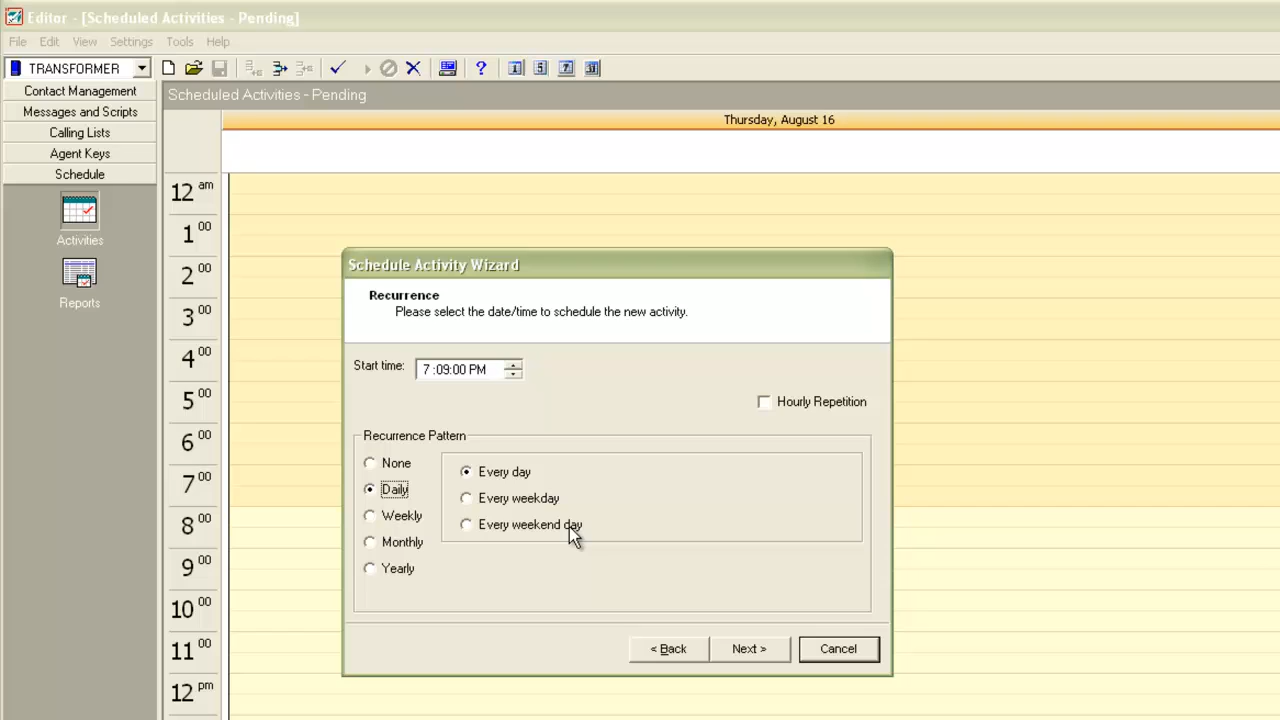 Editor - [Scheduled Activities - Pending]
File Edit View Settings Tools Help
TRANSFORMER
Contact Management
Messages and Scripts
Calling Lists
Agent Keys
Schedule
Activities
Reports
Scheduled Activities - Pending
Thursday, August 16
12 am
1 00
2 00
3 00
4 00
5 00
6 00
7 00
8 00
9 00
10 00
11 00
12 pm
Schedule Activity Wizard
Recurrence
Please select the date/time to schedule the new activity.
Start time: 7 :09:00 PM
Hourly Repetition
Recurrence Pattern
None
Daily
Weekly
Monthly
Yearly
Every day
Every weekday
Every weekend day
< Back Next > Cancel